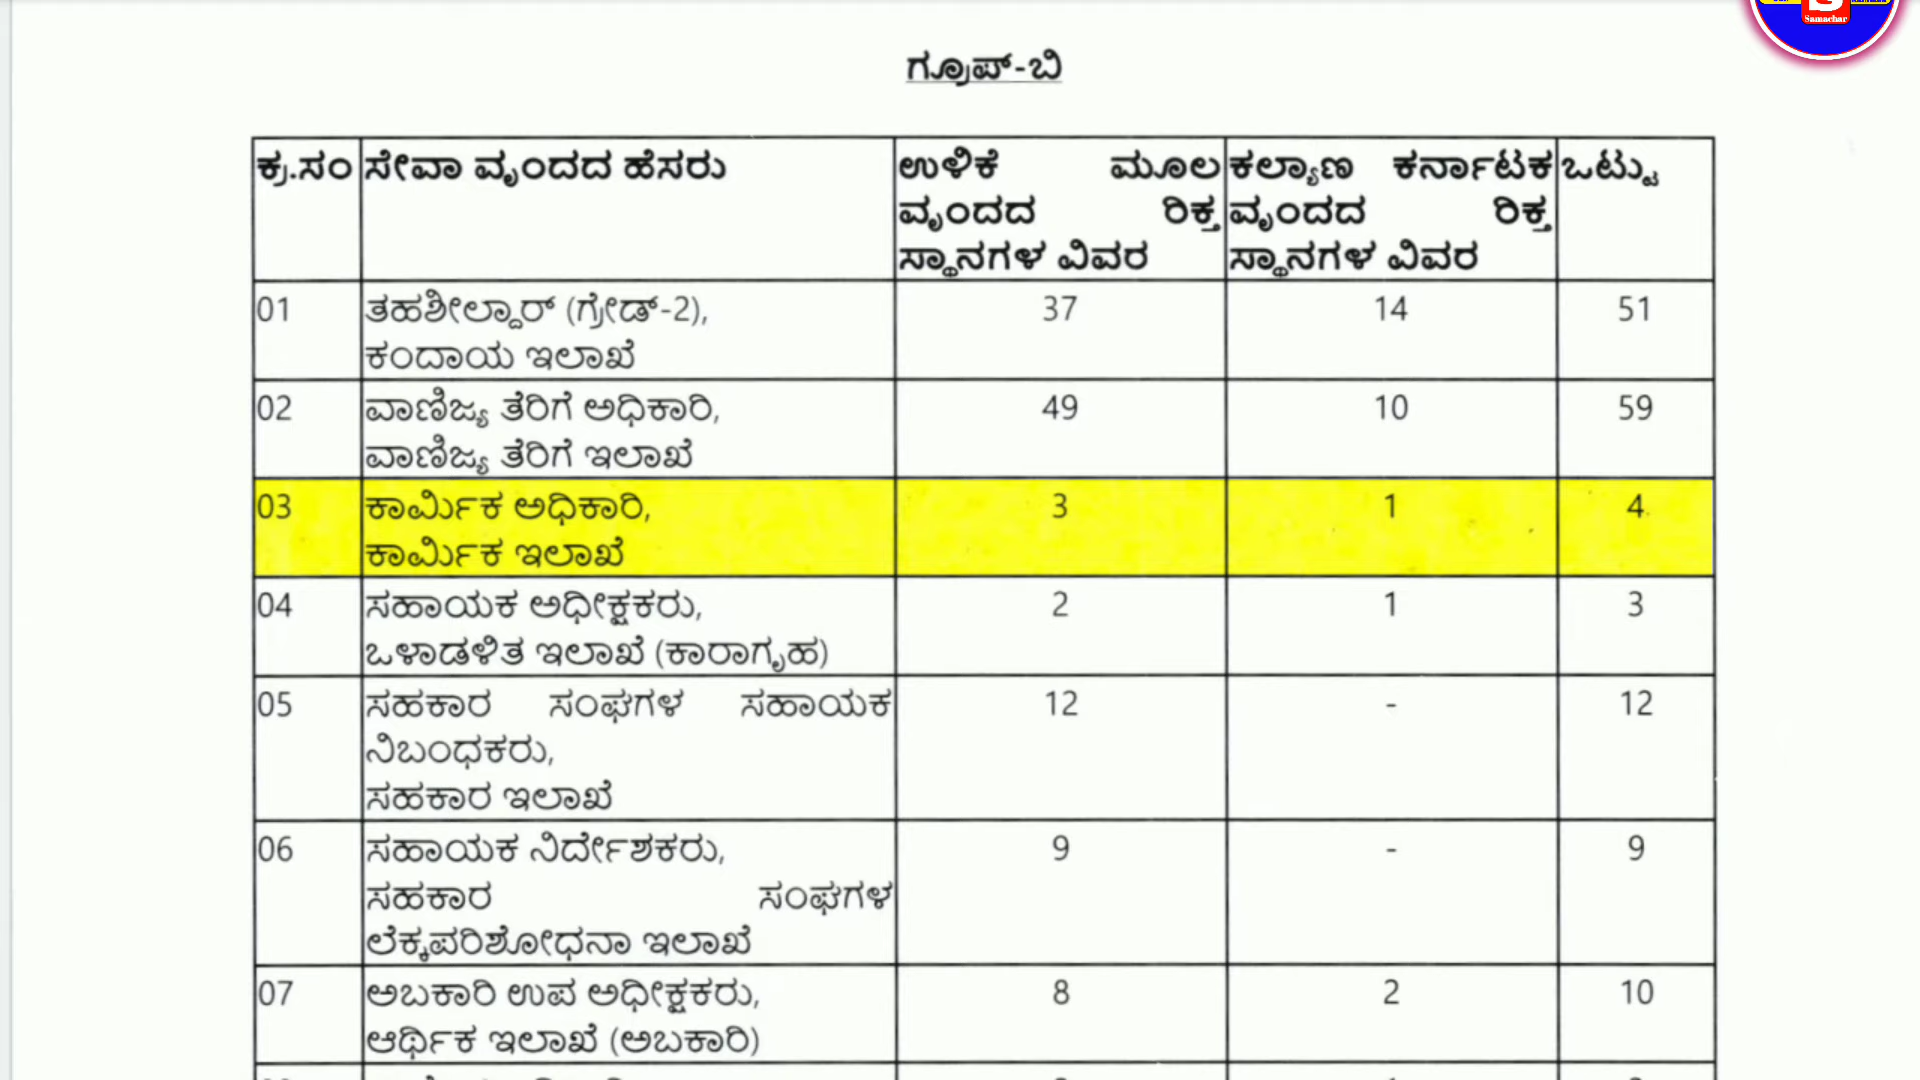 Samachar
ಗ್ರೂಪ್-ಬಿ
ಕ್ರ.ಸಂ ಸೇವಾ ವೃಂದದ ಹೆಸರು ಉಳಿಕೆ ಮೂಲ ವೃಂದದ ರಿಕ್ತ ಸ್ಥಾನಗಳ ವಿವರ ಕಲ್ಯಾಣ ಕರ್ನಾಟಕ ವೃಂದದ ರಿಕ್ತ ಸ್ಥಾನಗಳ ವಿವರ ಒಟ್ಟು
01 ತಹಶೀಲ್ದಾರ್ (ಗ್ರೇಡ್-2), 37 14 51
ಕಂದಾಯ ಇಲಾಖೆ
02 ವಾಣಿಜ್ಯ ತೆರಿಗೆ ಅಧಿಕಾರಿ, 49 10 59
ವಾಣಿಜ್ಯ ತೆರಿಗೆ ಇಲಾಖೆ
03 ಕಾರ್ಮಿಕ ಅಧಿಕಾರಿ, 3 1 4
ಕಾರ್ಮಿಕ ಇಲಾಖೆ
04 ಸಹಾಯಕ ಅಧೀಕ್ಷಕರು, 2 1 3
ಒಳಾಡಳಿತ ಇಲಾಖೆ (ಕಾರಾಗೃಹ)
05 ಸಹಕಾರ ಸಂಘಗಳ ಸಹಾಯಕ 12 - 12
ನಿಬಂಧಕರು,
ಸಹಕಾರ ಇಲಾಖೆ
06 ಸಹಾಯಕ ನಿರ್ದೇಶಕರು, 9 - 9
ಸಹಕಾರ ಸಂಘಗಳ
ಲೆಕ್ಕಪರಿಶೋಧನಾ ಇಲಾಖೆ
07 ಅಬಕಾರಿ ಉಪ ಅಧೀಕ್ಷಕರು, 8 2 10
ಆರ್ಥಿಕ ಇಲಾಖೆ (ಅಬಕಾರಿ)